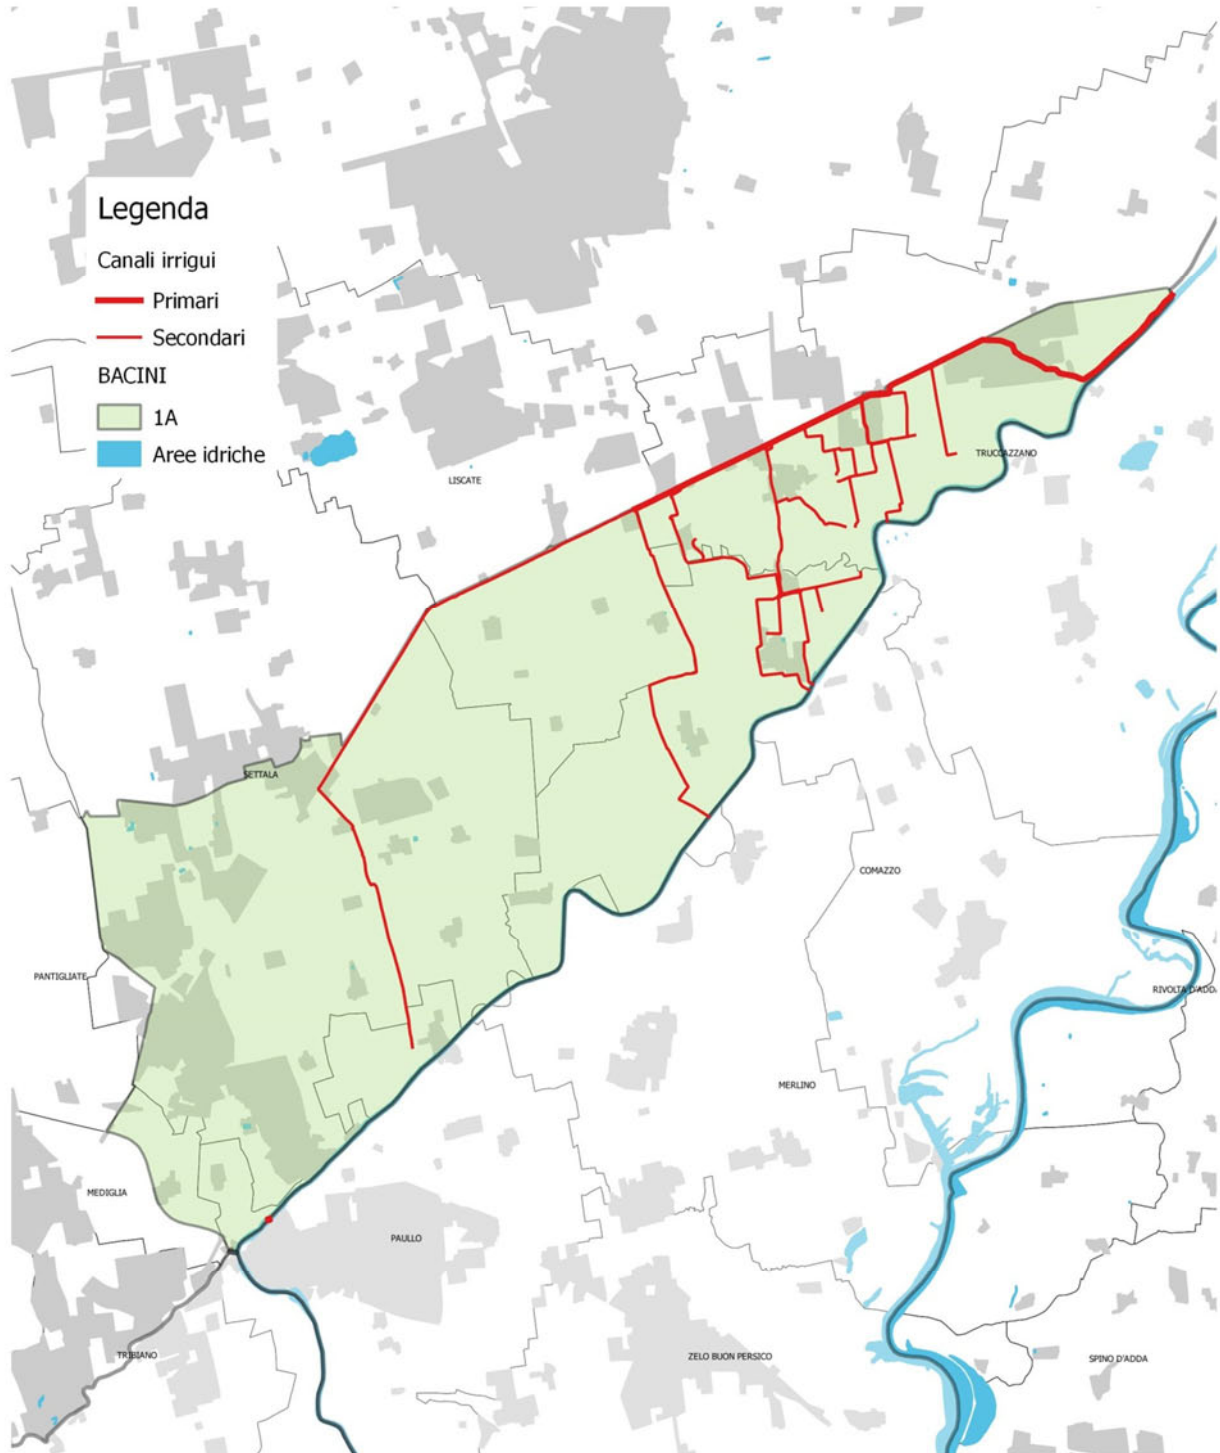 Legenda
Canali irrigui
Primari
Secondari
BACINI
1A
Aree idriche
LISCATE
TRUCCAZZANO
SETTALA
COMAZZO
PANTIGLIATE
RIVOLTA D'ADD
MERLINO
MEDIGLIA
PAULLO
TRIBIANO
ZELO BUON PERSICO
SPINO D'ADDA